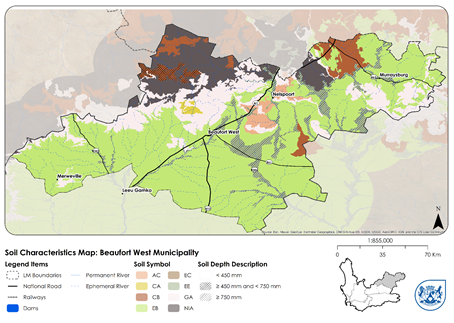 Murraysburg
Nelspoort
Beaufort West
Merweville
Leeu Gamka
N
Soil Characteristics Map: Beaufort West Municipality
1:855,000
0 35 70 Km
Legend Items
LM Boundaries
National Road
Railways
Dams
Permanent River
Ephemeral River
Soil Symbol
AC
CA
CB
EB
EC
EE
GA
NIA
Soil Depth Description
< 450 mm
≥ 450 mm and < 750 mm
≥ 750 mm